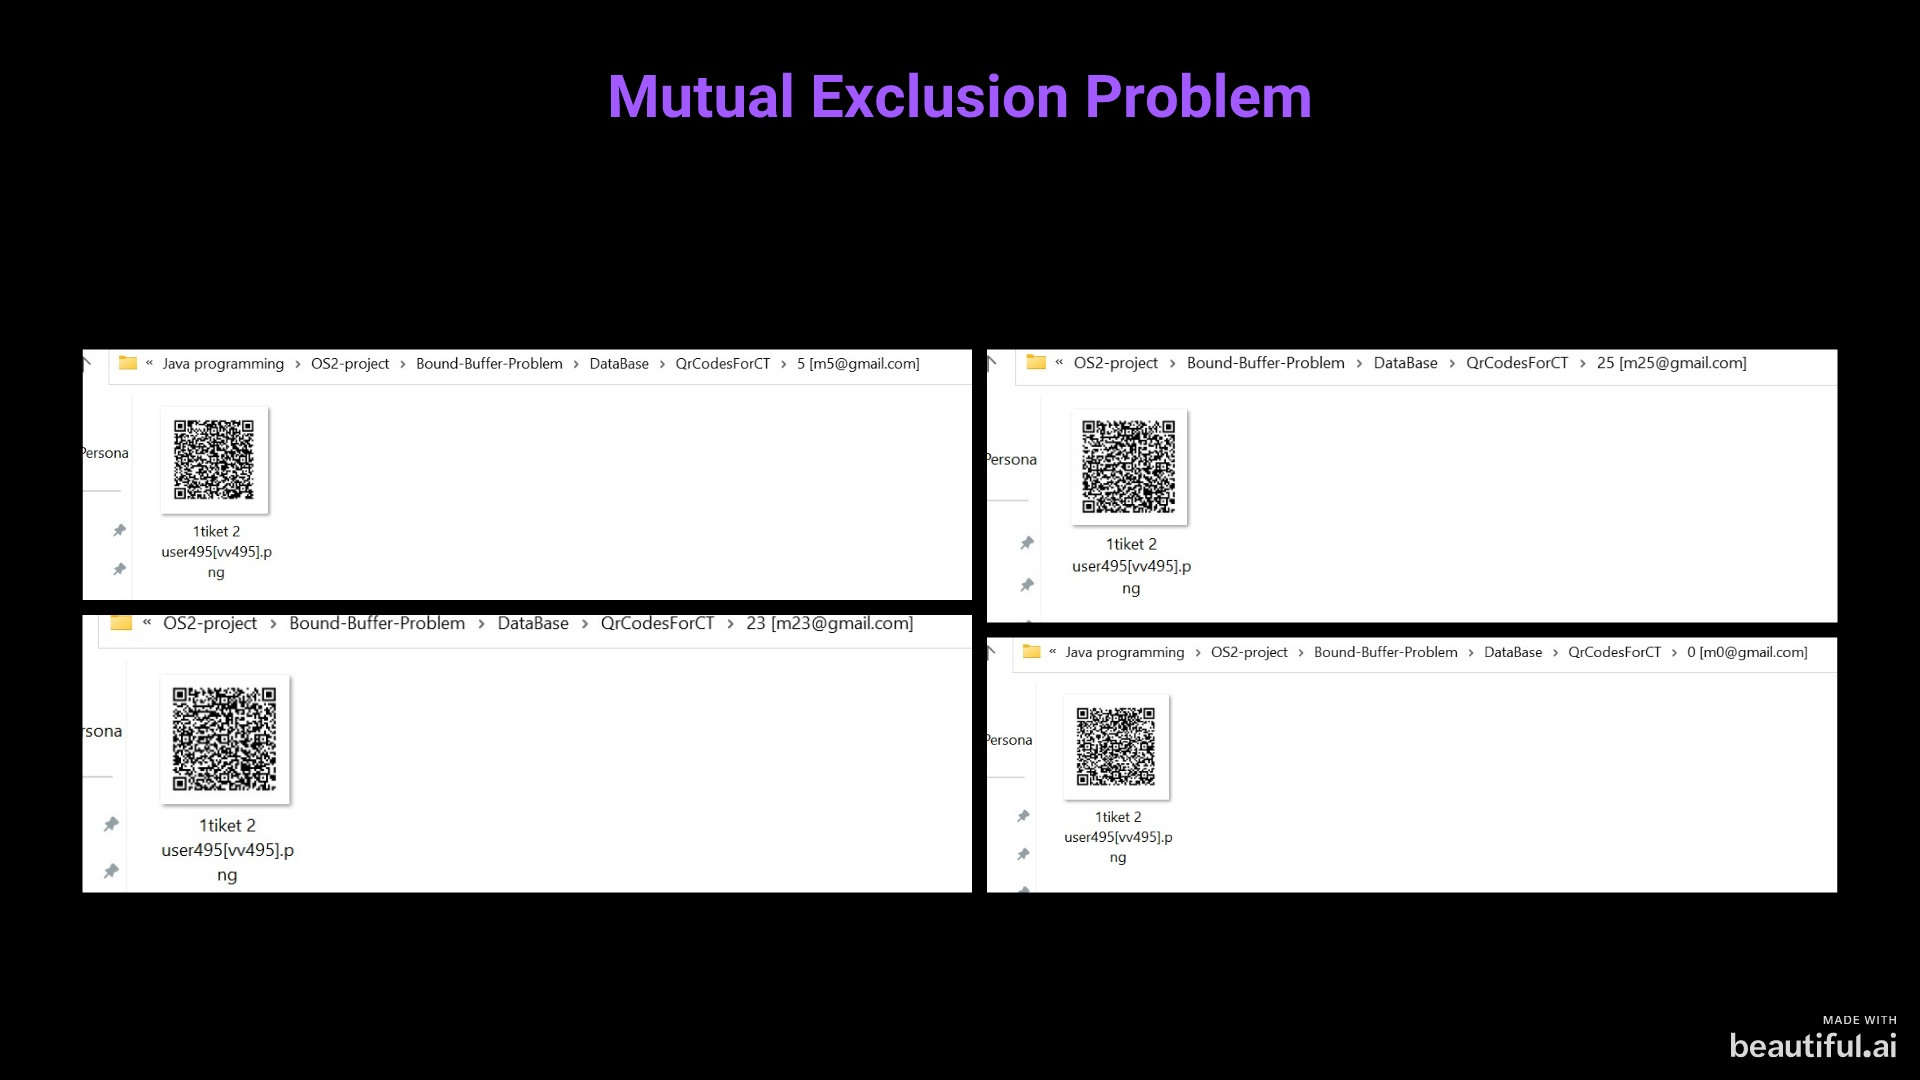 Mutual Exclusion Problem
« Java programming › OS2-project › Bound-Buffer-Problem › DataBase › QrCodesForCT › 5 [m5@gmail.com]
Persona
1tiket 2
user495[vv495].p
ng
« OS2-project › Bound-Buffer-Problem › DataBase › QrCodesForCT › 25 [m25@gmail.com]
Persona
1tiket 2
user495[vv495].p
ng
« OS2-project › Bound-Buffer-Problem › DataBase › QrCodesForCT › 23 [m23@gmail.com]
rsona
1tiket 2
user495[vv495].p
ng
« Java programming › OS2-project › Bound-Buffer-Problem › DataBase › QrCodesForCT › 0 [m0@gmail.com]
Persona
1tiket 2
user495[vv495].p
ng
MADE WITH
beautiful.ai